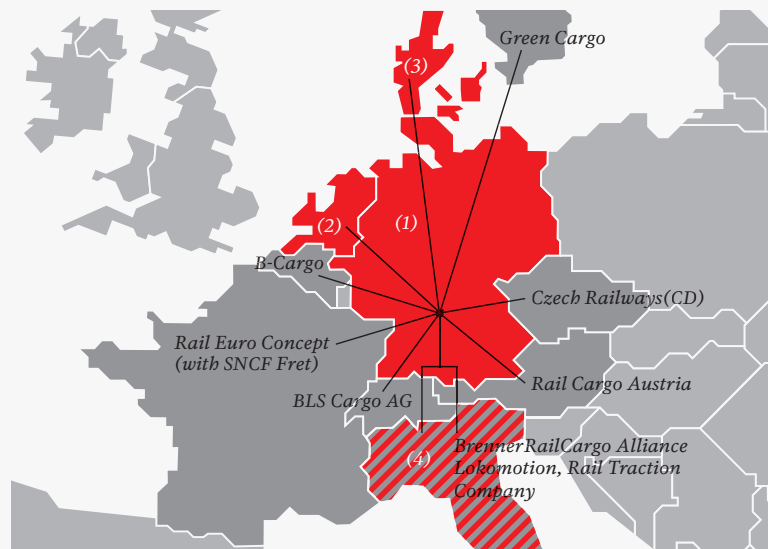 Green Cargo
(3)
(2)
(1)
B-Cargo
Czech Railways(CD)
Rail Euro Concept
(with SNCF Fret)
Rail Cargo Austria
BLS Cargo AG
(4)
BrennerRailCargo Alliance
Lokomotion, Rail Traction
Company